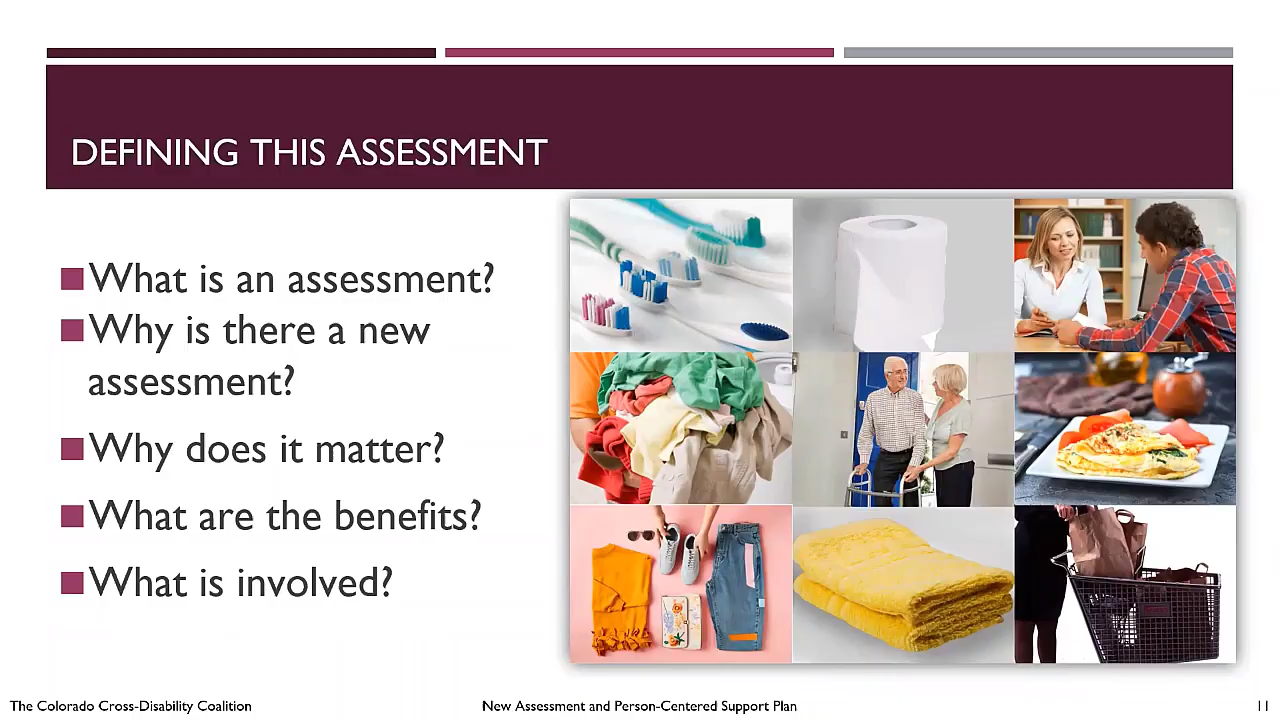 DEFINING THIS ASSESSMENT
What is an assessment?
Why is there a new
assessment?
Why does it matter?
What are the benefits?
What is involved?
The Colorado Cross-Disability Coalition
New Assessment and Person-Centered Support Plan
11